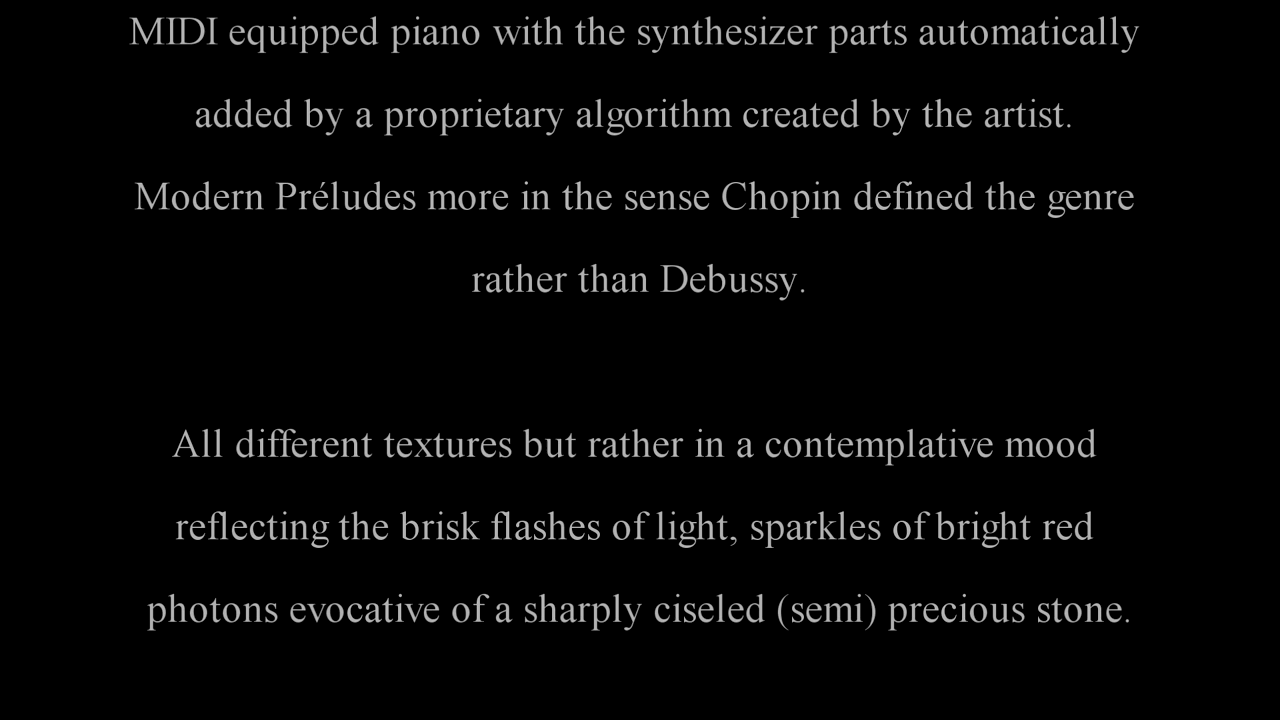 MIDI equipped piano with the synthesizer parts automatically
added by a proprietary algorithm created by the artist.
Modern Préludes more in the sense Chopin defined the genre
rather than Debussy.
All different textures but rather in a contemplative mood
reflecting the brisk flashes of light, sparkles of bright red
photons evocative of a sharply ciseled (semi) precious stone.